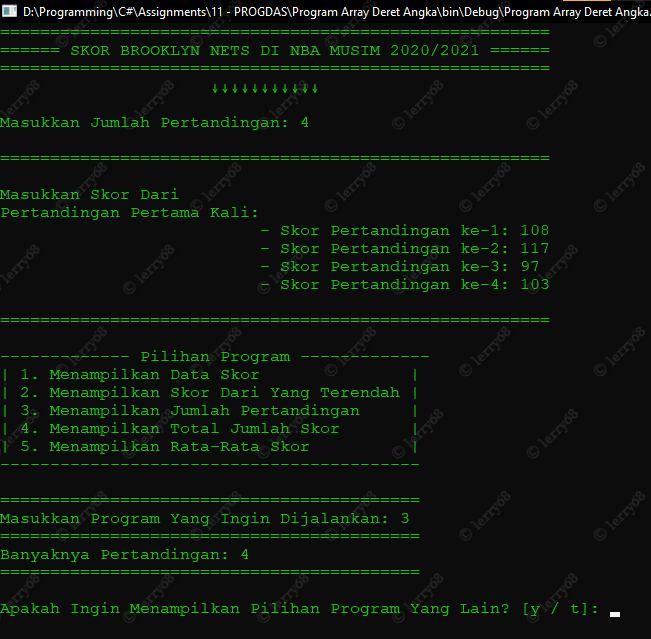 D:\Programming\C#\Assignments\11 - PROGDAS\Program Array Deret Angka\bin\Debug\Program Array Deret Angka.
=======================================================
====== SKOR BROOKLYN NETS DI NBA MUSIM 2020/2021 ======
=======================================================
↓↓↓↓↓↓↓↓↓↓↓
Masukkan Jumlah Pertandingan: 4
=======================================================
Masukkan Skor Dari
Pertandingan Pertama Kali:
- Skor Pertandingan ke-1: 108
- Skor Pertandingan ke-2: 117
- Skor Pertandingan ke-3: 97
- Skor Pertandingan ke-4: 103
=======================================================
------------- Pilihan Program -------------
| 1. Menampilkan Data Skor |
| 2. Menampilkan Skor Dari Yang Terendah |
| 3. Menampilkan Jumlah Pertandingan |
| 4. Menampilkan Total Jumlah Skor |
| 5. Menampilkan Rata-Rata Skor |
------------------------------------------
==========================================
Masukkan Program Yang Ingin Dijalankan: 3
==========================================
Banyaknya Pertandingan: 4
==========================================
Apakah Ingin Menampilkan Pilihan Program Yang Lain? [y / t]:
© lerry08